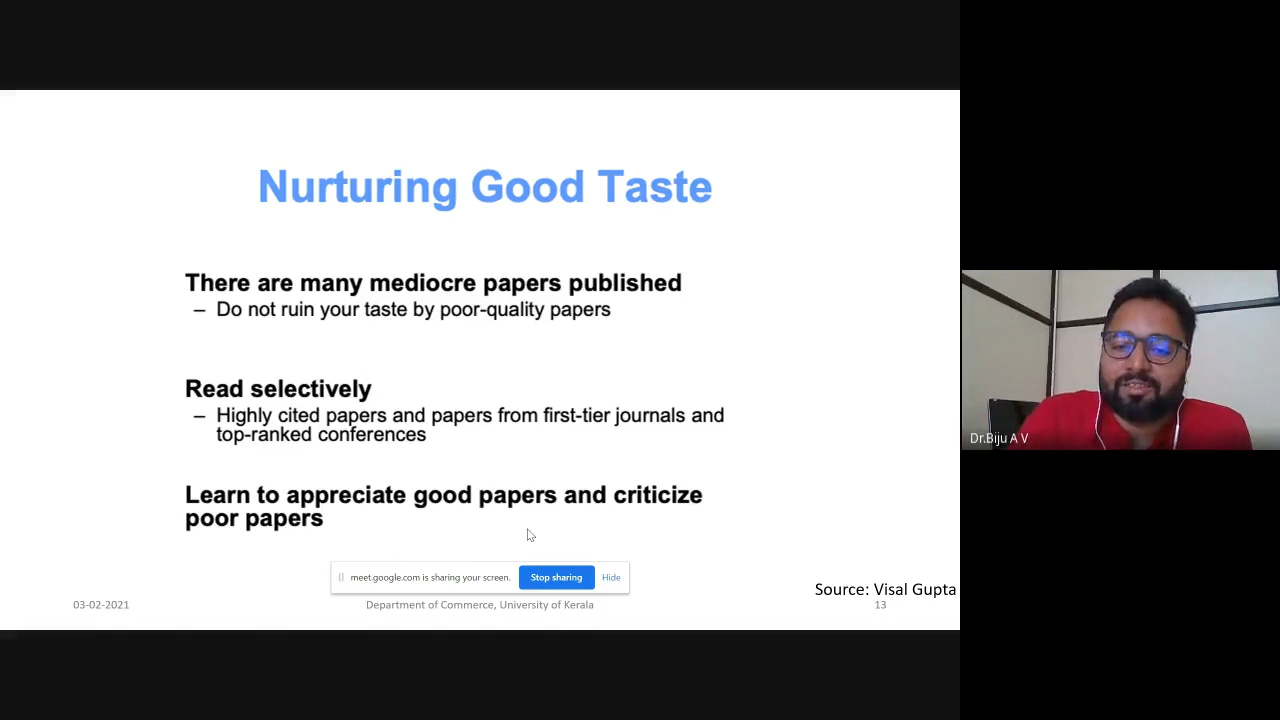 Nurturing Good Taste
There are many mediocre papers published
– Do not ruin your taste by poor-quality papers
Read selectively
– Highly cited papers and papers from first-tier journals and
top-ranked conferences
Learn to appreciate good papers and criticize
poor papers
meet.google.com is sharing your screen. Stop sharing Hide
Source: Visal Gupta
03-02-2021 Department of Commerce, University of Kerala 13
Dr.Biju A V